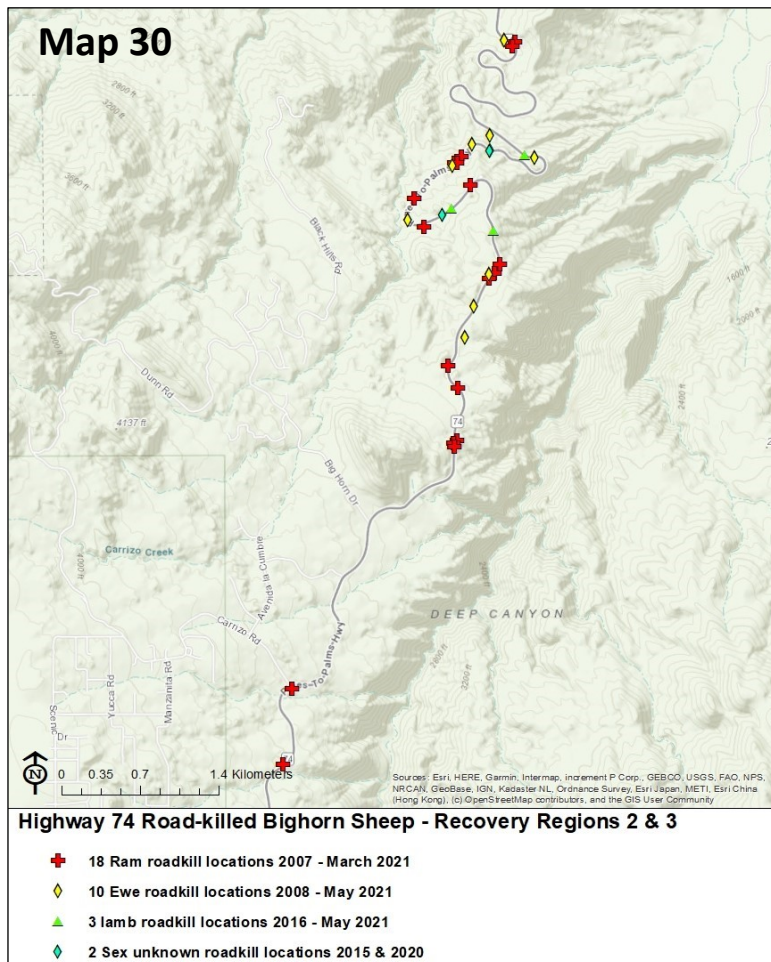 Map 30
2800 ft
3200 ft
3600 ft
Black Hills Rd
1600 ft
2000 ft
4000 ft
Dunn Rd
2400 ft
4137 ft
74
Big Horn Dr
Carrizo Creek
4000 ft
Avenida la Cumbre
2400 ft
DEEP CANYON
Carrizo Rd
-To-Palms-Hwy
2800 ft
3200 ft
Yucca Rd
Manzanita Rd
Scenic Dr
74
N
0 0.35 0.7 1.4 Kilometers
Sources: Esri, HERE, Garmin, Intermap, increment P Corp., GEBCO, USGS, FAO, NPS,
NRCAN, GeoBase, IGN, Kadaster NL, Ordnance Survey, Esri Japan, METI, Esri China
(Hong Kong), (c) OpenStreetMap contributors, and the GIS User Community
Highway 74 Road-killed Bighorn Sheep - Recovery Regions 2 & 3
18 Ram roadkill locations 2007 - March 2021
10 Ewe roadkill locations 2008 - May 2021
3 lamb roadkill locations 2016 - May 2021
2 Sex unknown roadkill locations 2015 & 2020